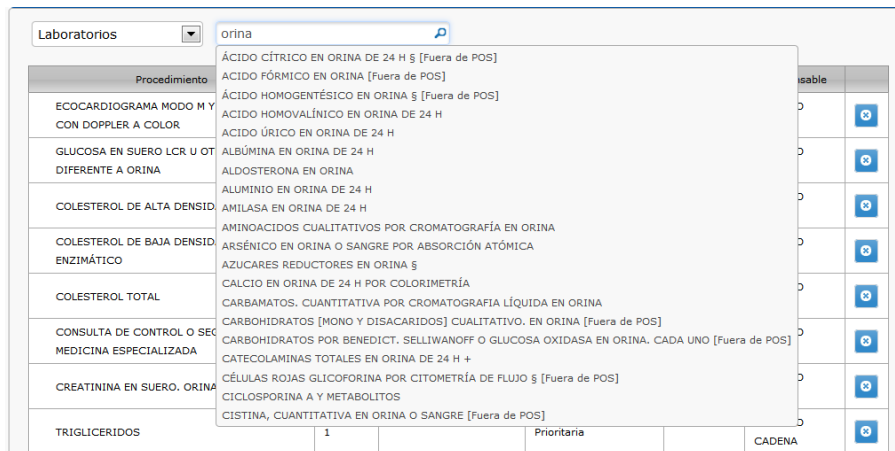 Laboratorios
orina
ÁCIDO CÍTRICO EN ORINA DE 24 H § [Fuera de POS]
ACIDO FÓRMICO EN ORINA [Fuera de POS]
ÁCIDO HOMOGENTÉSICO EN ORINA § [Fuera de POS]
ACIDO HOMOVALÍNICO EN ORINA DE 24 H
ACIDO ÚRICO EN ORINA DE 24 H
ALBÚMINA EN ORINA DE 24 H
ALDOSTERONA EN ORINA
ALUMINIO EN ORINA DE 24 H
AMILASA EN ORINA DE 24 H
AMINOACIDOS CUALITATIVOS POR CROMATOGRAFÍA EN ORINA
ARSÉNICO EN ORINA O SANGRE POR ABSORCIÓN ATÓMICA
AZUCARES REDUCTORES EN ORINA §
CALCIO EN ORINA DE 24 H POR COLORIMETRÍA
CARBAMATOS. CUANTITATIVA POR CROMATOGRAFIA LÍQUIDA EN ORINA
CARBOHIDRATOS [MONO Y DISACARIDOS] CUALITATIVO. EN ORINA [Fuera de POS]
CARBOHIDRATOS POR BENEDICT. SELLIWANOFF O GLUCOSA OXIDASA EN ORINA. CADA UNO [Fuera de POS]
CATECOLAMINAS TOTALES EN ORINA DE 24 H +
CÉLULAS ROJAS GLICOFORINA POR CITOMETRÍA DE FLUJO § [Fuera de POS]
CICLOSPORINA A Y METABOLITOS
CISTINA, CUANTITATIVA EN ORINA O SANGRE [Fuera de POS]
Procedimiento
ECOCARDIOGRAMA MODO M Y
CON DOPPLER A COLOR
GLUCOSA EN SUERO LCR U OT
DIFERENTE A ORINA
COLESTEROL DE ALTA DENSID
COLESTEROL DE BAJA DENSID
ENZIMÁTICO
COLESTEROL TOTAL
CONSULTA DE CONTROL O SEG
MEDICINA ESPECIALIZADA
CREATININA EN SUERO. ORINA
TRIGLICERIDOS 1 Prioritaria
CADENA